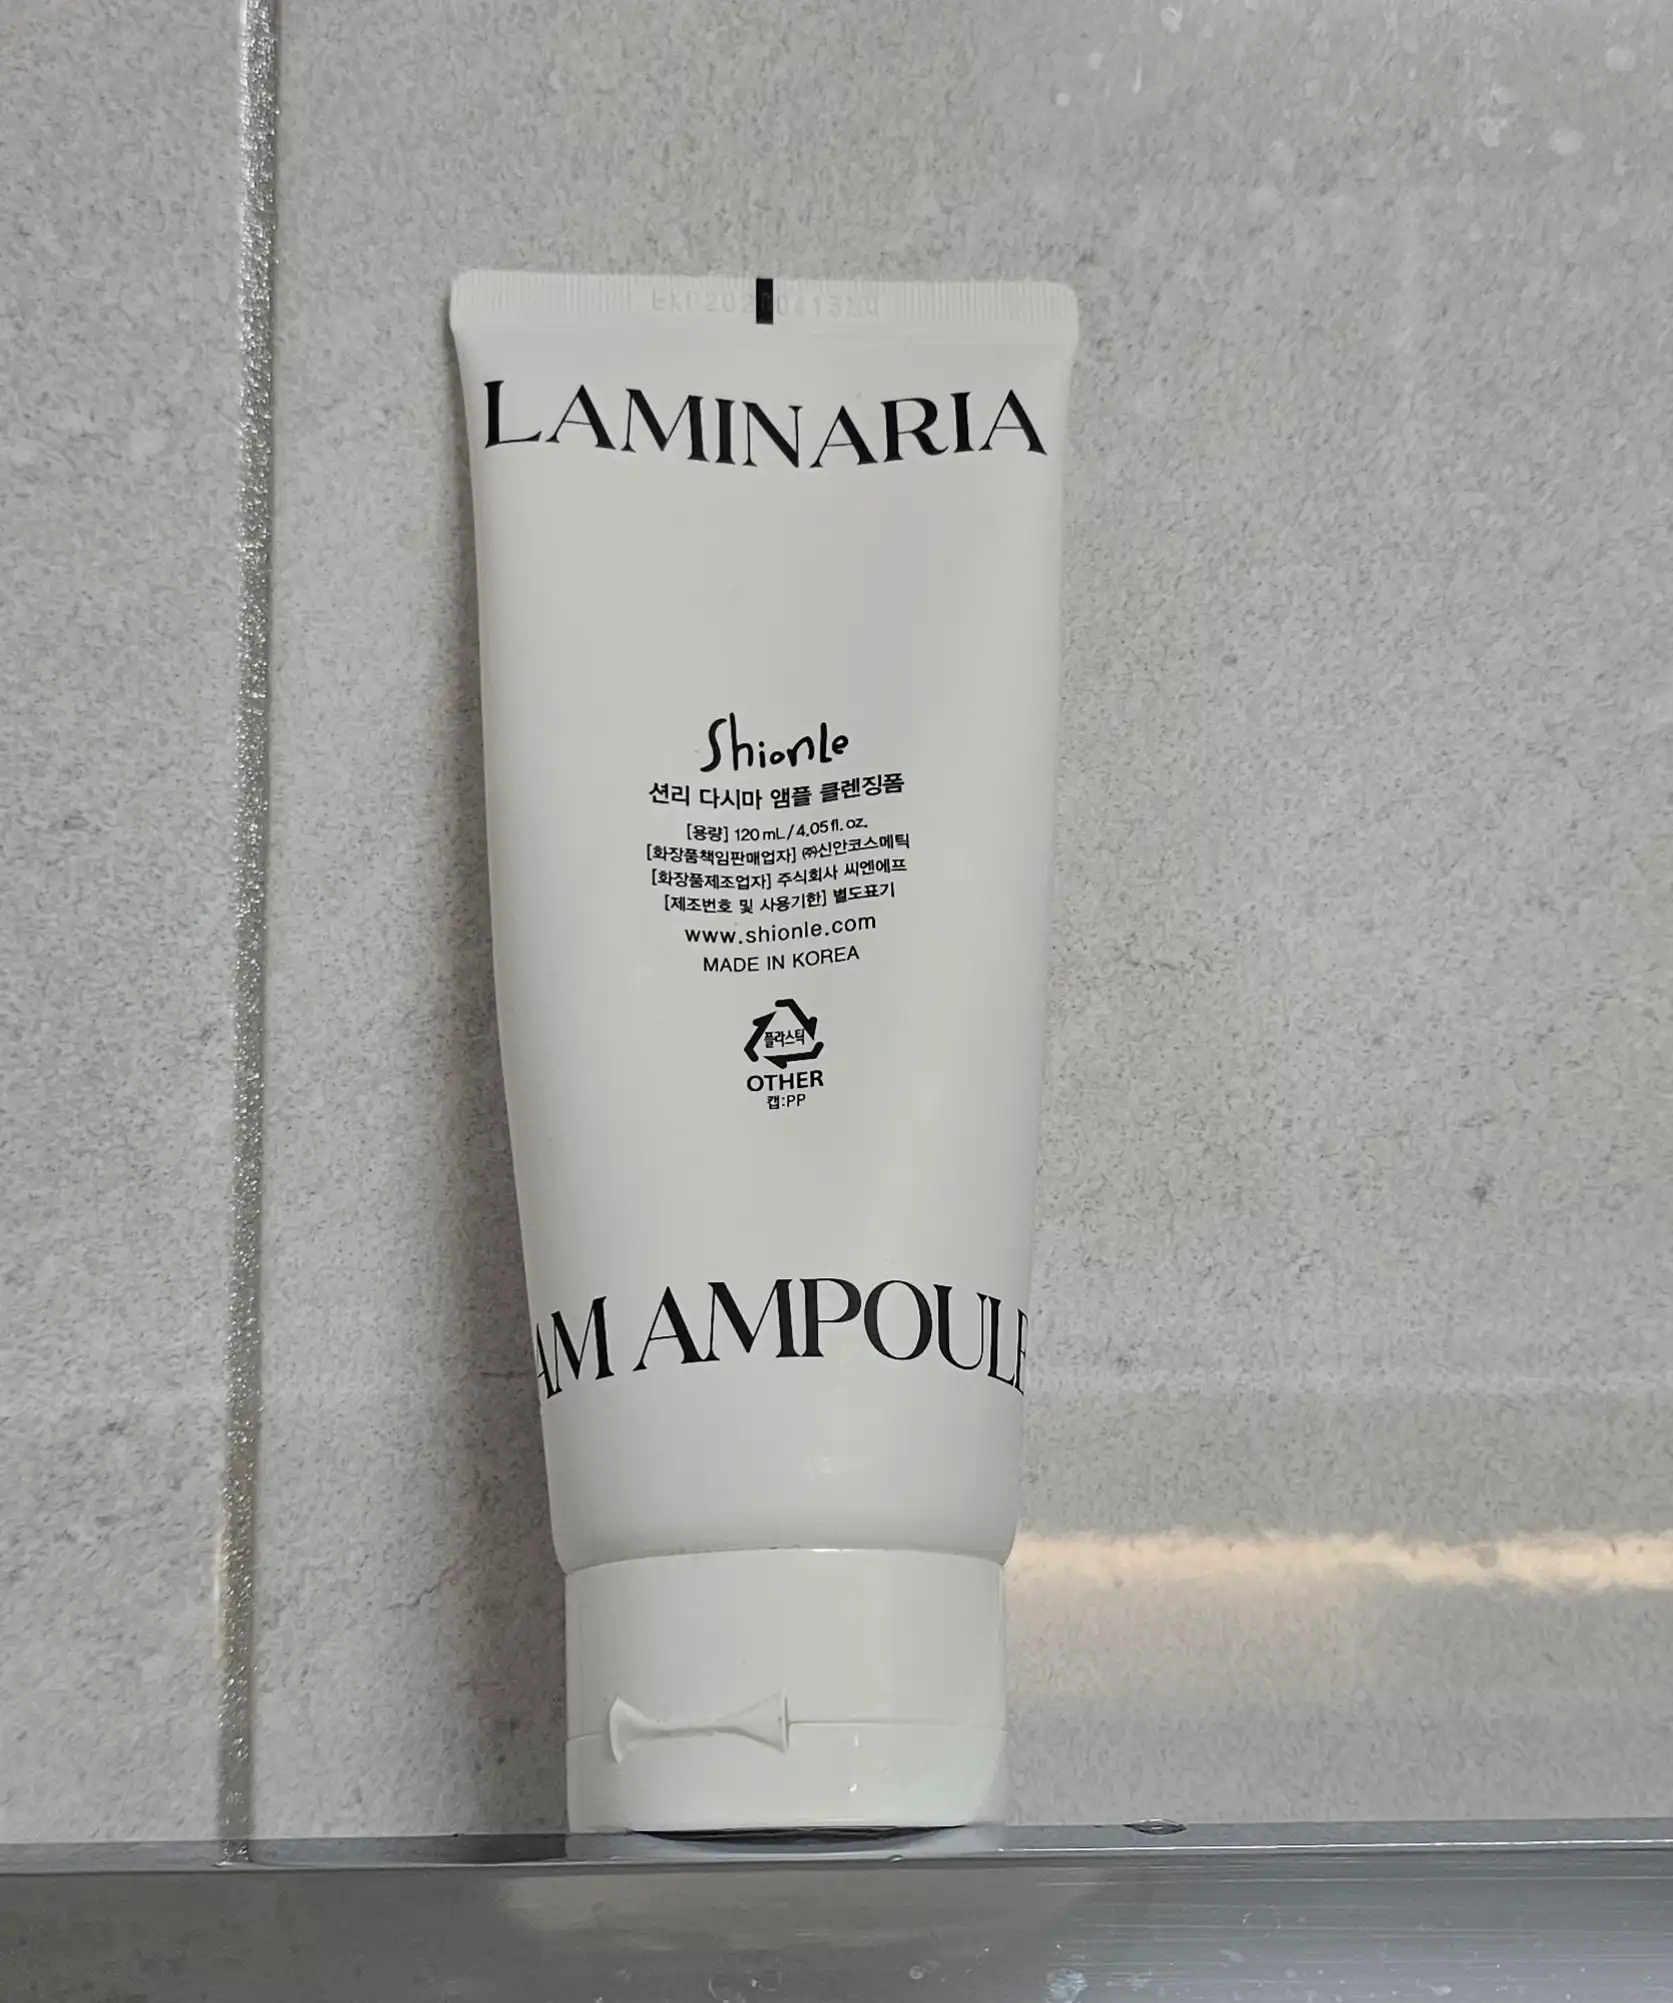 LAMINARIA
Shionle
션리 다시마 앰플 클렌징폼
[용량] 120 mL/4.05 fl. oz.
[화장품책임판매업자] ㈜신안코스메틱
[화장품제조업자] 주식회사 씨엔에프
[제조번호 및 사용기한] 별도표기
www.shionle.com
MADE IN KOREA
플라스틱
OTHER
캡:PP
AM AMPOULE